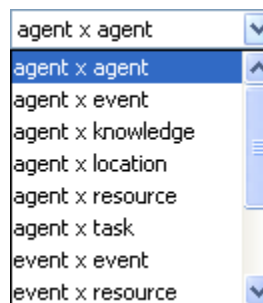 agent x agent
agent x agent
agent x event
agent x knowledge
agent x location
agent x resource
agent x task
event x event
event x resource